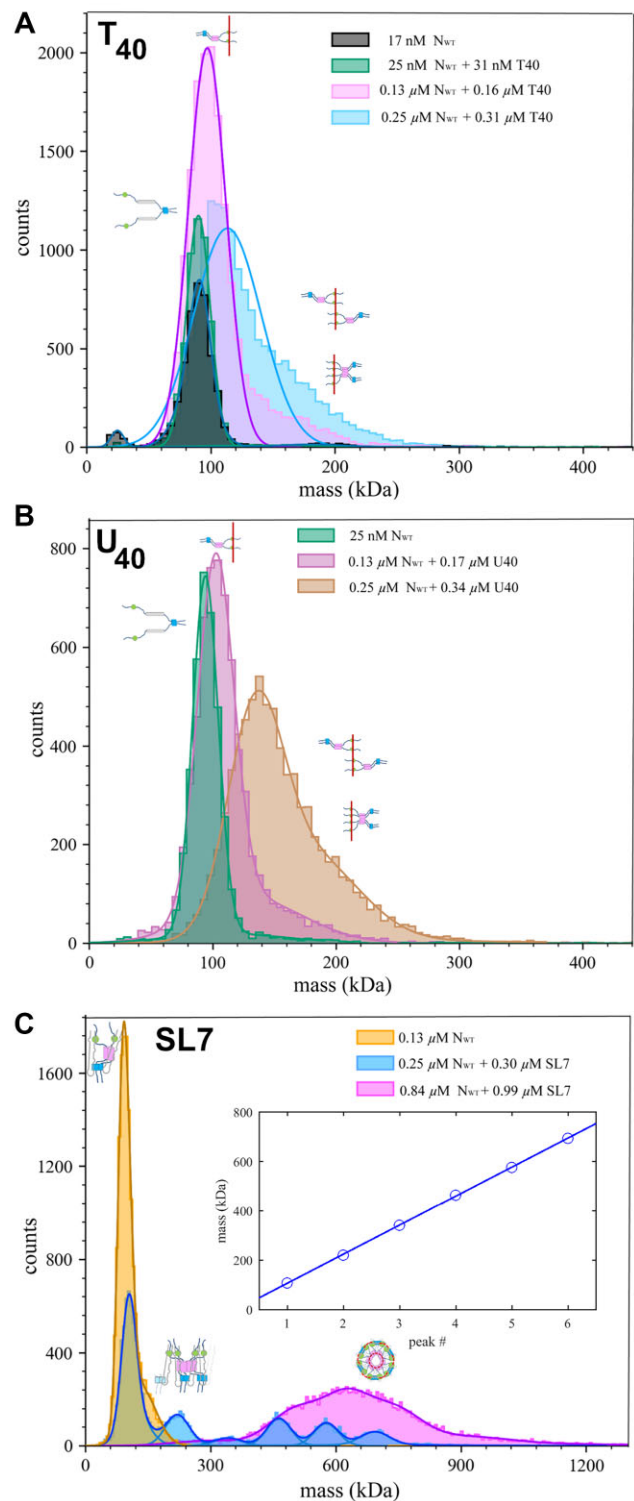 A
T40
17 nM NWT
25 nM NWT + 31 nM T40
0.13 µM NWT + 0.16 µM T40
0.25 µM NWT + 0.31 µM T40
2000
1500
1000
500
0
counts
0 100 200 300 400
mass (kDa)
B
U40
25 nM NWT
0.13 µM NWT + 0.17 µM U40
0.25 µM NWT + 0.34 µM U40
800
600
400
200
0
counts
0 100 200 300 400
mass (kDa)
C
SL7
0.13 µM NWT
0.25 µM NWT + 0.30 µM SL7
0.84 µM NWT + 0.99 µM SL7
1600
1200
800
400
0
counts
800
600
400
200
0
mass (kDa)
1 2 3 4 5 6
peak #
0 300 600 900 1200
mass (kDa)